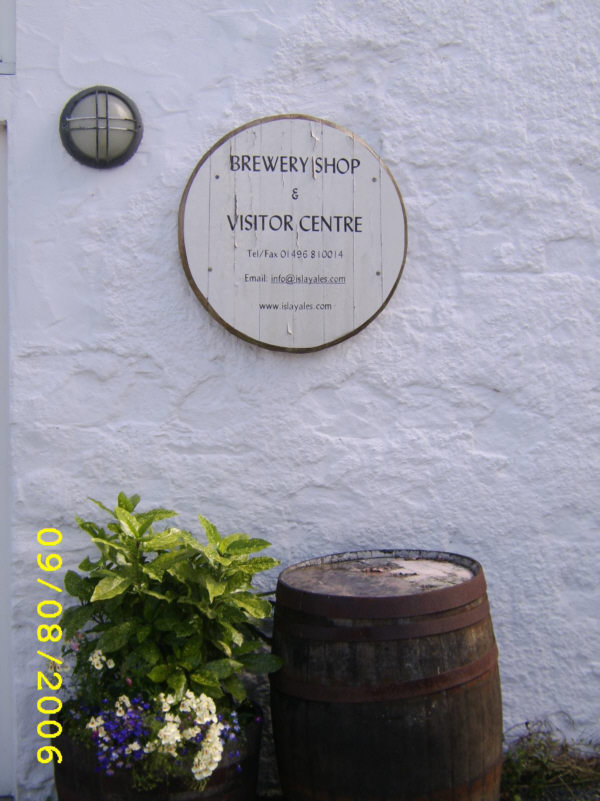 BREWERY SHOP
&
VISITOR CENTRE
Tel/Fax 01496 810014
Email: info@islayales.com
www.islayales.com
09/08/2006